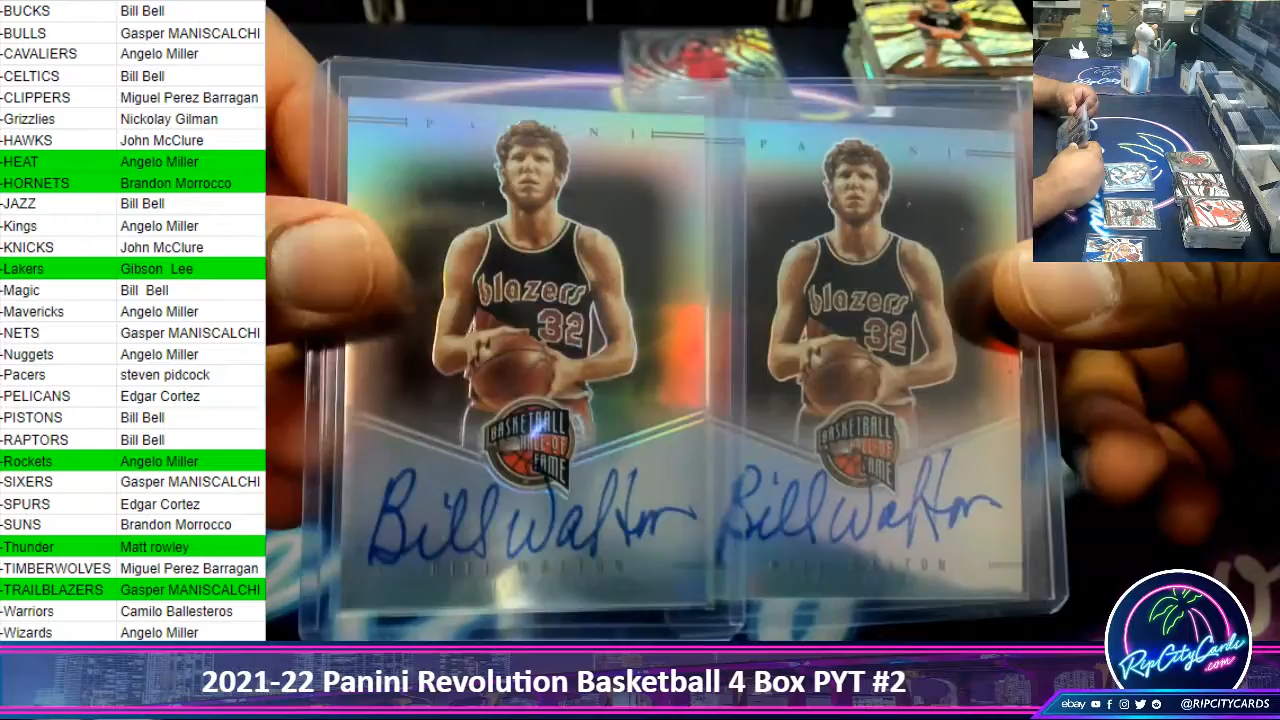 -BUCKS Bill Bell
-BULLS Gasper MANISCALCHI
-CAVALIERS Angelo Miller
-CELTICS Bill Bell
-CLIPPERS Miguel Perez Barragan
-Grizzlies Nickolay Gilman
-HAWKS John McClure
-HEAT Angelo Miller
-HORNETS Brandon Morrocco
-JAZZ Bill Bell
-Kings Angelo Miller
-KNICKS John McClure
-Lakers Gibson Lee
-Magic Bill Bell
-Mavericks Angelo Miller
-NETS Gasper MANISCALCHI
-Nuggets Angelo Miller
-Pacers steven pidcock
-PELICANS Edgar Cortez
-PISTONS Bill Bell
-RAPTORS Bill Bell
-Rockets Angelo Miller
-SIXERS Gasper MANISCALCHI
-SPURS Edgar Cortez
-SUNS Brandon Morrocco
-Thunder Matt rowley
-TIMBERWOLVES Miguel Perez Barragan
-TRAILBLAZERS Gasper MANISCALCHI
-Warriors Camilo Ballesteros
-Wizards Angelo Miller
PANINI
blazers
32
BASKETBALL
HALL OF
FAME
Bill Walton
PANINI
blazers
32
BASKETBALL
HALL OF
FAME
Bill Walton
RipCityCards
.com
2021-22 Panini Revolution Basketball 4 Box PYT #2
ebay @RIPCITYCARDS